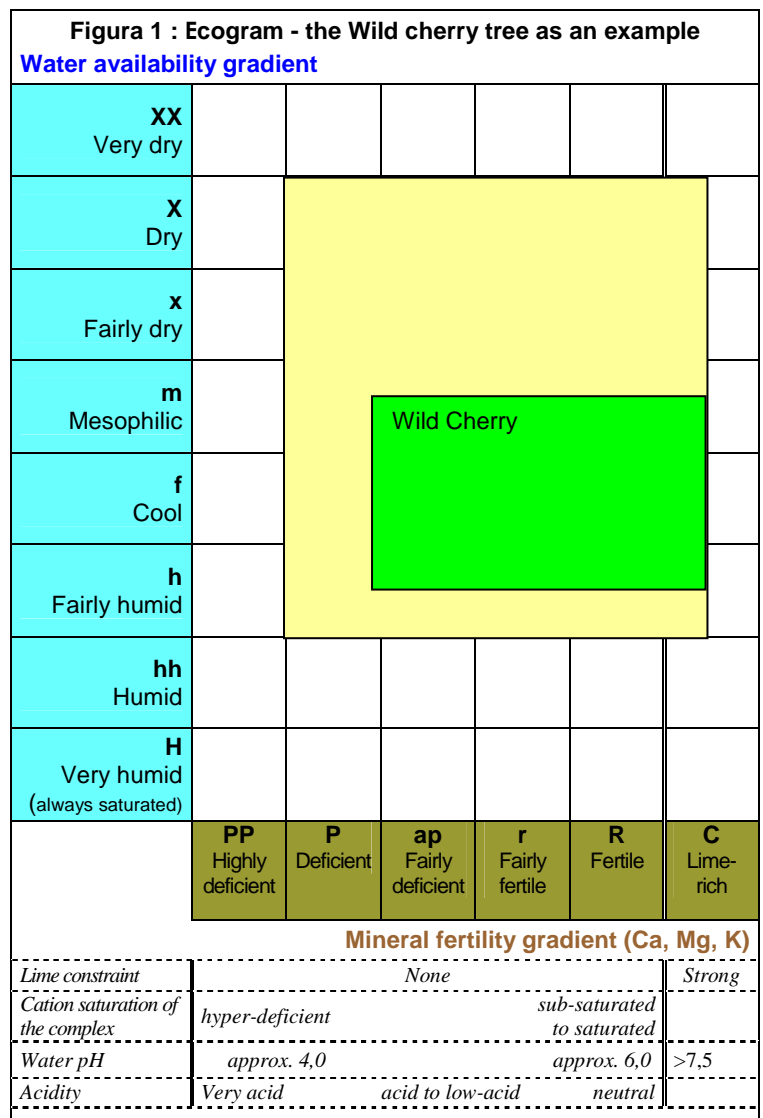 Figura 1 : Ecogram - the Wild cherry tree as an example
Water availability gradient
XX
Very dry
X
Dry
x
Fairly dry
m
Mesophilic
Wild Cherry
f
Cool
h
Fairly humid
hh
Humid
H
Very humid
(always saturated)
PP P ap r R C
Highly Deficient Fairly Fairly Fertile Lime-
deficient deficient fertile rich
Mineral fertility gradient (Ca, Mg, K)
Lime constraint None Strong
Cation saturation of hyper-deficient sub-saturated
the complex to saturated
Water pH approx. 4,0 approx. 6,0 >7,5
Acidity Very acid acid to low-acid neutral